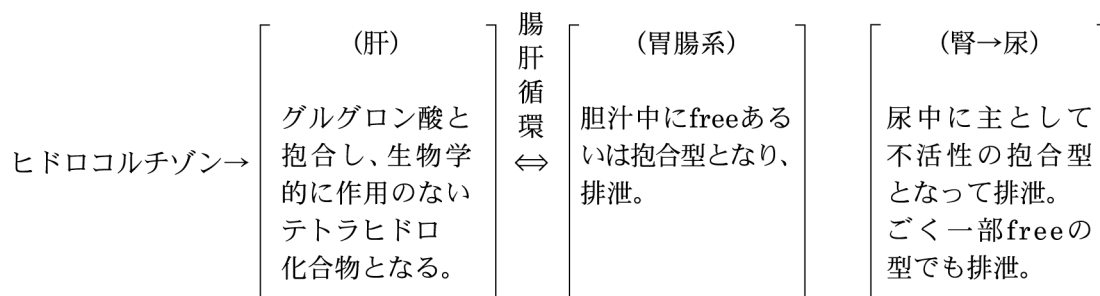 ヒドロコルチゾン→
(肝)
グルグロン酸と
抱合し、生物学
的に作用のない
テトラヒドロ
化合物となる。
腸肝循環
⇔
(胃腸系)
胆汁中にfreeある
いは抱合型となり、
排泄。
(腎→尿)
尿中に主として
不活性の抱合型
となって排泄。
ごく一部freeの
型でも排泄。